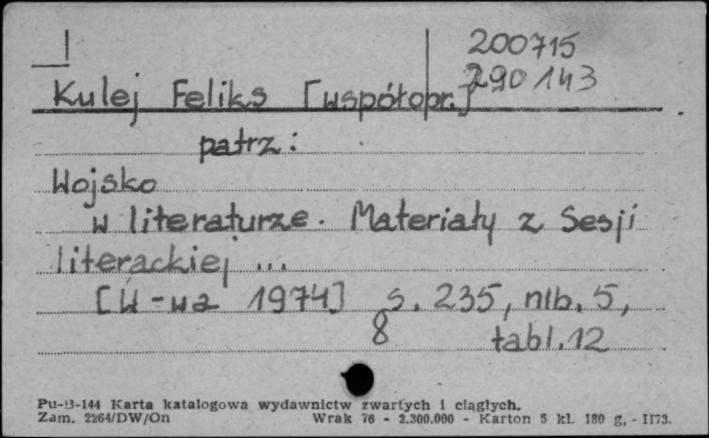 200715
290143
Kulej Feliks [współopr.]
patrz:
Wojsko
w literaturze. Materiały z Sesji
literackiej ...
[W-wa 1974] s. 235, nlb. 5,
8 tabl. 12
Pu-B-144 Karta katalogowa wydawnictw zwartych i ciągłych.
Zam. 2264/DW/On Wrak 76 - 2.300.000 - Karton 5 kl. 180 g, - II73.